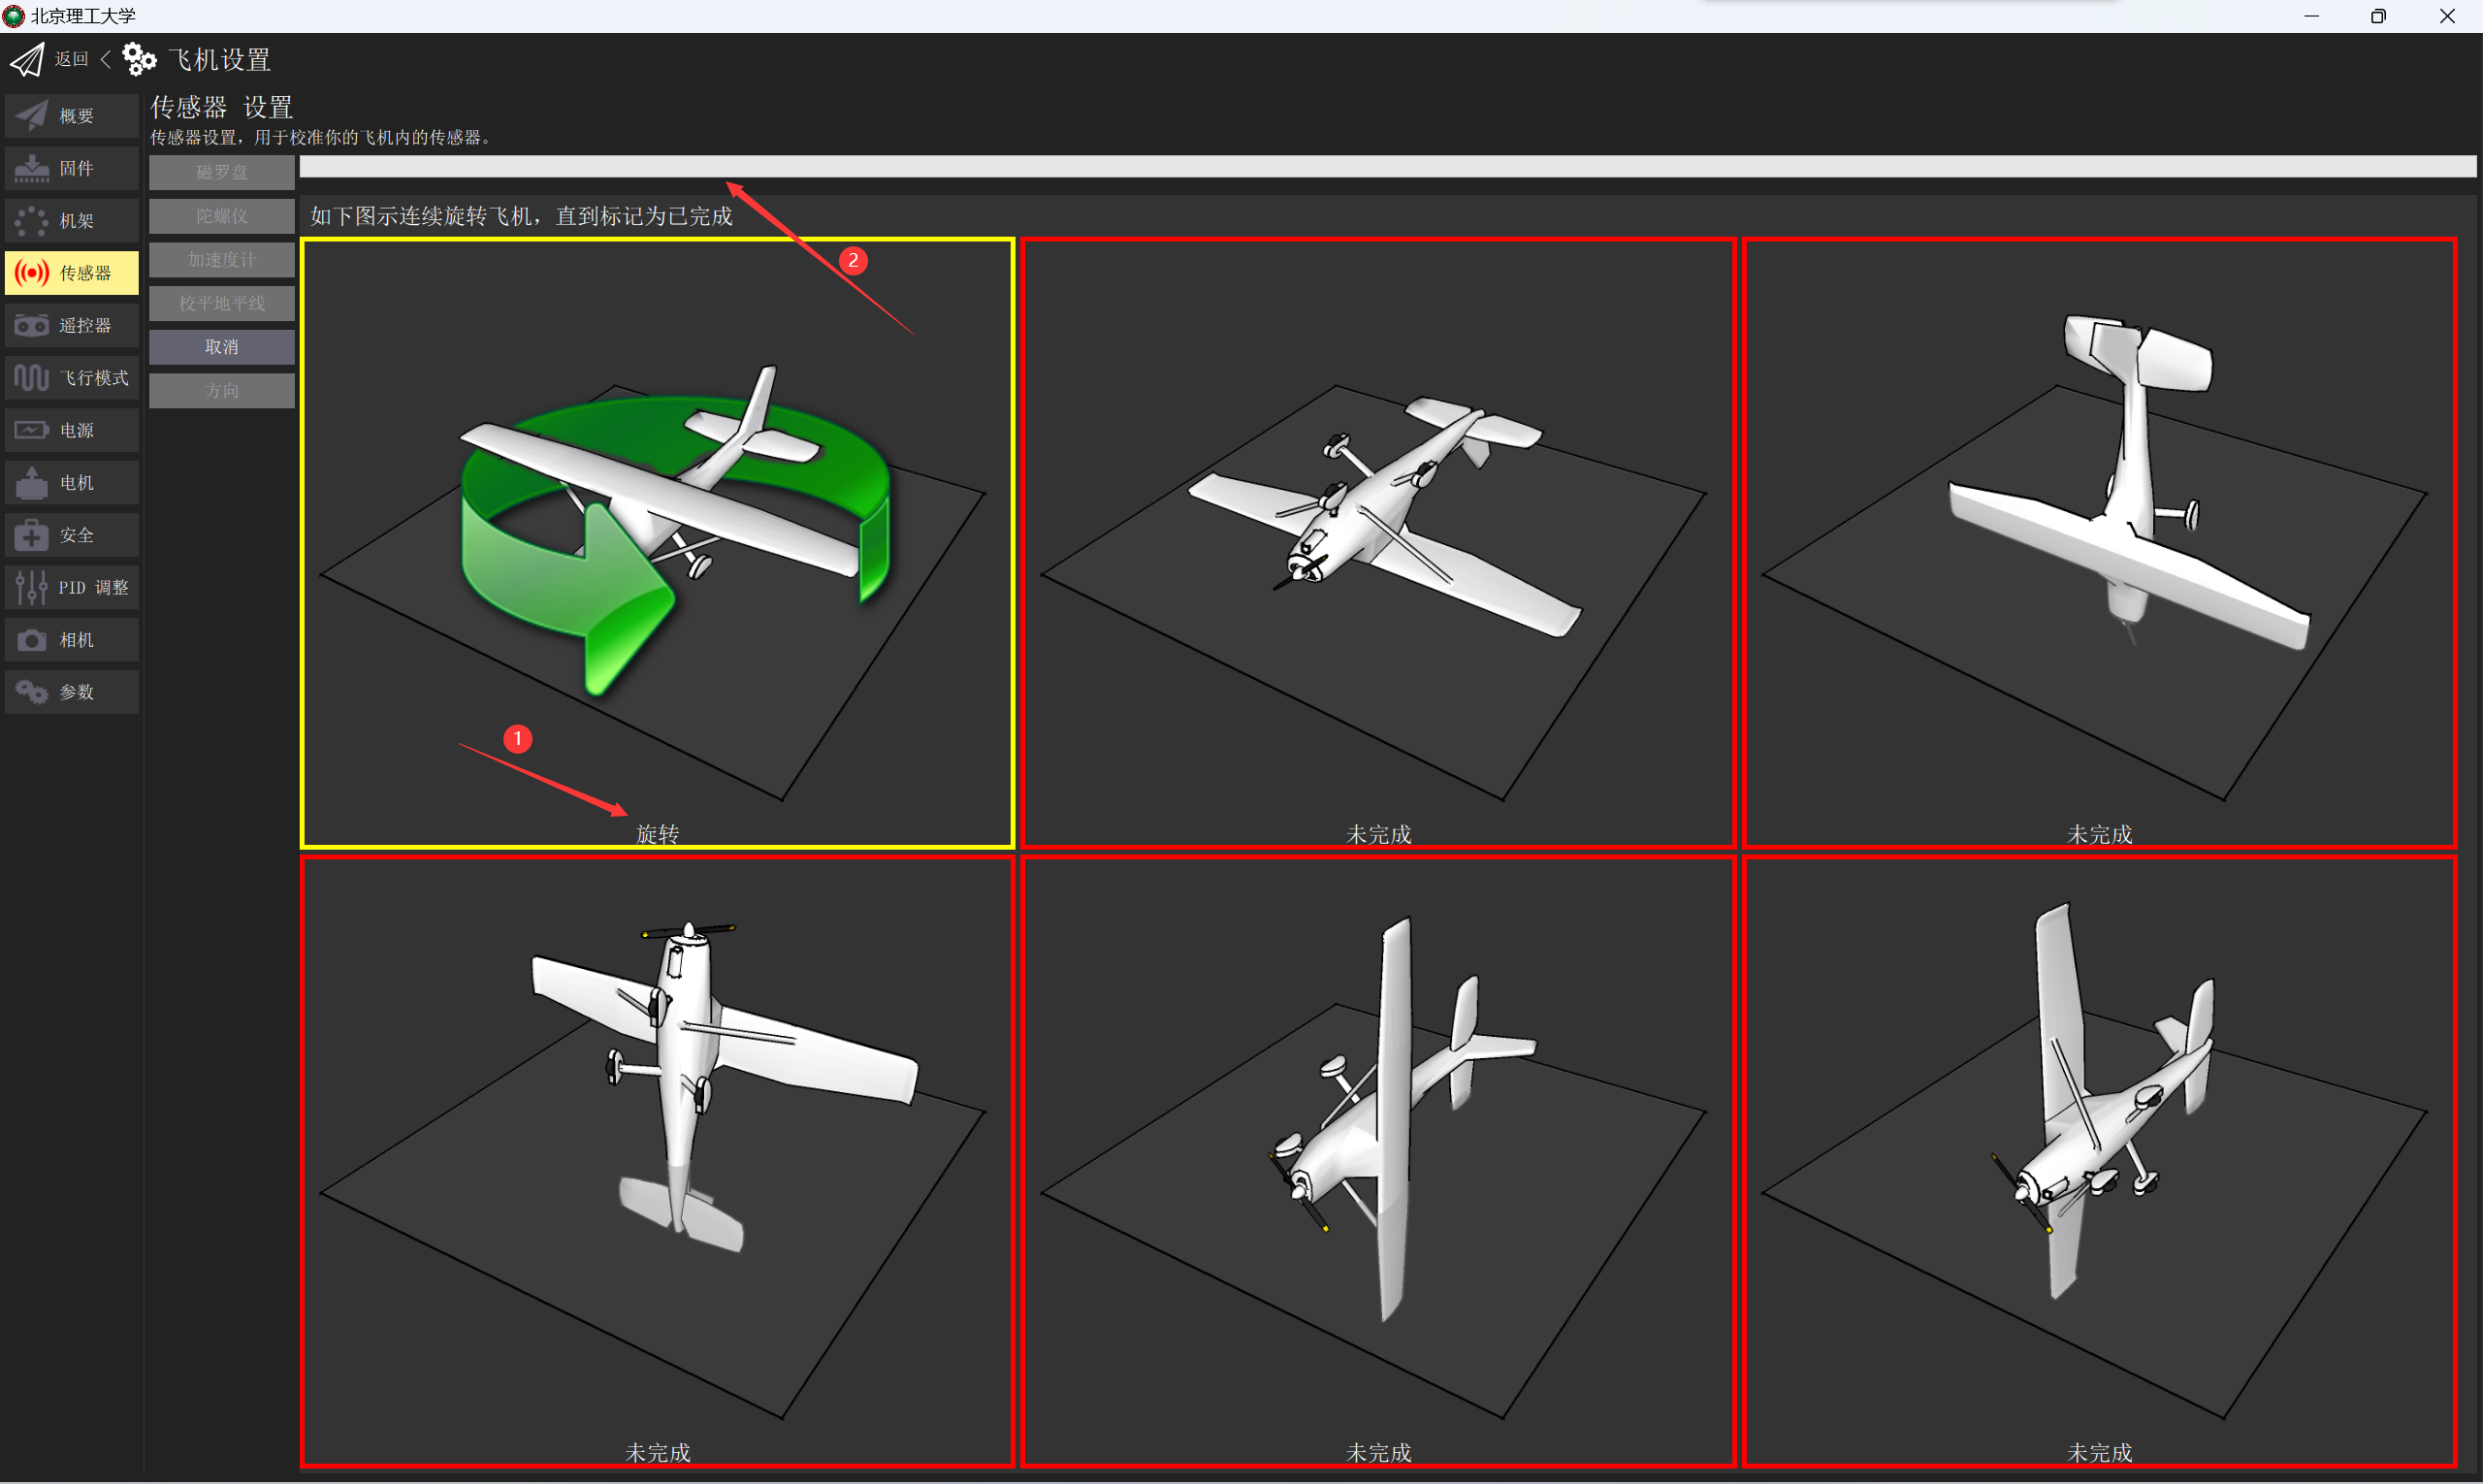 北京理工大学
返回
飞机设置
概要
固件
机架
传感器
遥控器
飞行模式
电源
电机
安全
PID 调整
相机
参数
传感器 设置
传感器设置，用于校准你的飞机内的传感器。
磁罗盘
陀螺仪
加速度计
校平地平线
取消
方向
如下图示连续旋转飞机，直到标记为已完成
2
1
旋转
未完成
未完成
未完成
未完成
未完成